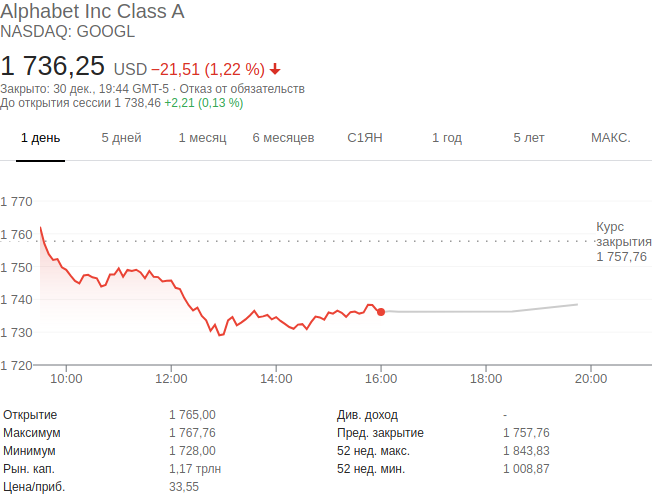 Alphabet Inc Class A
NASDAQ: GOOGL
1 736,25 USD −21,51 (1,22 %)
Закрыто: 30 дек., 19:44 GMT-5 · Отказ от обязательств
До открытия сессии 1 738,46 +2,21 (0,13 %)
1 день 5 дней 1 месяц 6 месяцев С1ЯН 1 год 5 лет МАКС.
1 770
1 760
1 750
1 740
1 730
1 720
Курс
закрытия
1 757,76
10:00 12:00 14:00 16:00 18:00 20:00
Открытие 1 765,00 Див. доход -
Максимум 1 767,76 Пред. закрытие 1 757,76
Минимум 1 728,00 52 нед. макс. 1 843,83
Рын. кап. 1,17 трлн 52 нед. мин. 1 008,87
Цена/приб. 33,55